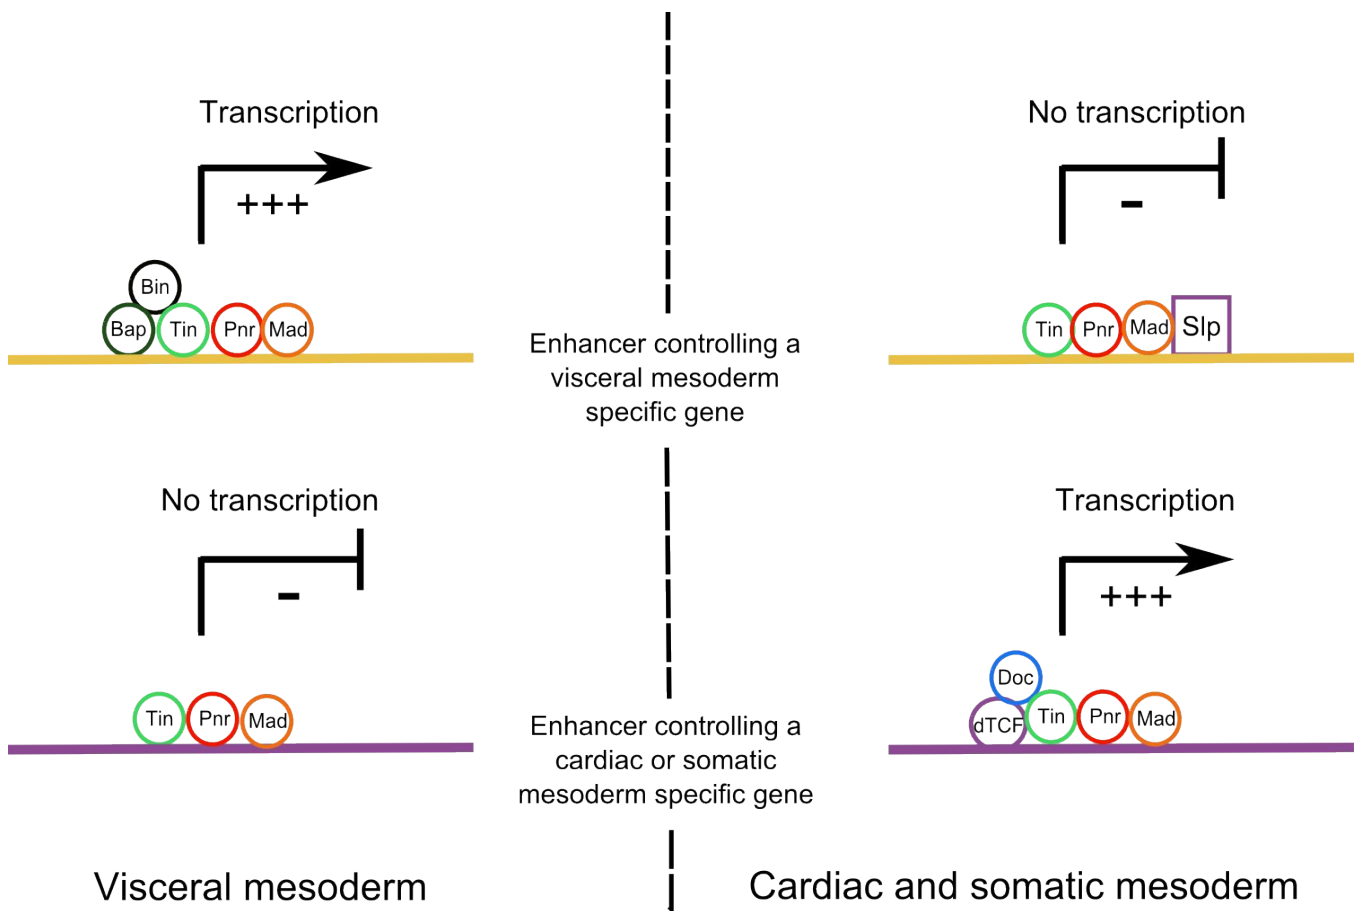 Transcription
+++
Bin
Bap Tin Pnr Mad
No transcription
-
Tin Pnr Mad Slp
Enhancer controlling a
visceral mesoderm
specific gene
No transcription
-
Tin Pnr Mad
Transcription
+++
Doc
dTCF Tin Pnr Mad
Enhancer controlling a
cardiac or somatic
mesoderm specific gene
Visceral mesoderm
Cardiac and somatic mesoderm